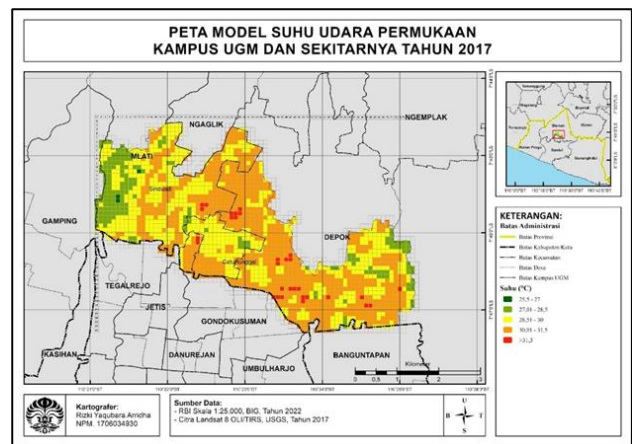 PETA MODEL SUHU UDARA PERMUKAAN
KAMPUS UGM DAN SEKITARNYA TAHUN 2017
NGAGLIK
NGEMPLAK
MLATI
GAMPING
DEPOK
TEGALREJO
JETIS
GONDOKUSUMAN
KASIHAN
DANUREJAN
UMBULHARJO
BANGUNTAPAN
Kilometer
0 0,5 1 2 3
KETERANGAN:
Batas Administrasi
Batas Provinsi
Batas Kabupaten/Kota
Batas Kecamatan
Batas Desa
Batas Kampus UGM
Suhu (°C)
25,5 - 27
27,01 - 28,5
28,51 - 30
30,01 - 31,5
>31,5
Kartografer:
Rizki Yaqubara Arridha
NPM. 1706034930
Sumber Data:
- RBI Skala 1:25.000, BIG, Tahun 2022
- Citra Landsat 8 OLI/TIRS, USGS, Tahun 2017
U
B T
S